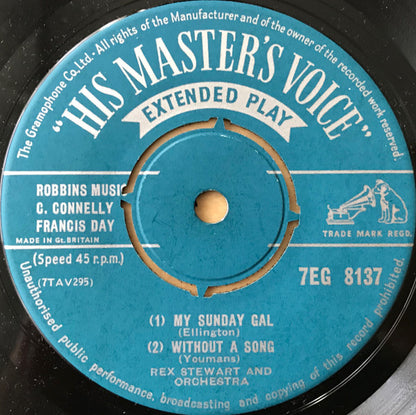 The Gramophone Co. Ltd. - All rights of the Manufacturer and of the owner of the recorded work reserved.
"HIS MASTER'S VOICE"
EXTENDED PLAY
ROBBINS MUSIC
C. CONNELLY
FRANCIS DAY
MADE IN Gt. BRITAIN
(Speed 45 r.p.m.)
(7TAV295)
TRADE MARK REGD.
7EG 8137
(1) MY SUNDAY GAL
(Ellington)
(2) WITHOUT A SONG
(Youmans)
REX STEWART AND
ORCHESTRA
Unauthorised public performance, broadcasting and copying of this record prohibited.